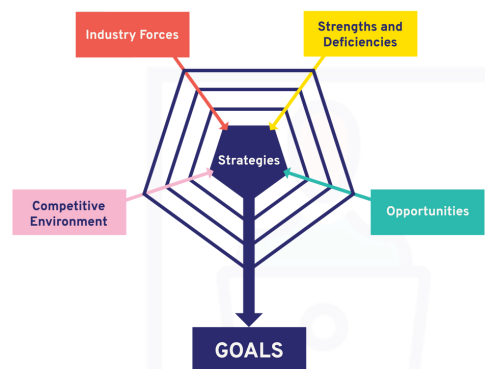 Industry Forces
Strengths and
Deficiencies
Strategies
Competitive
Environment
Opportunities
GOALS